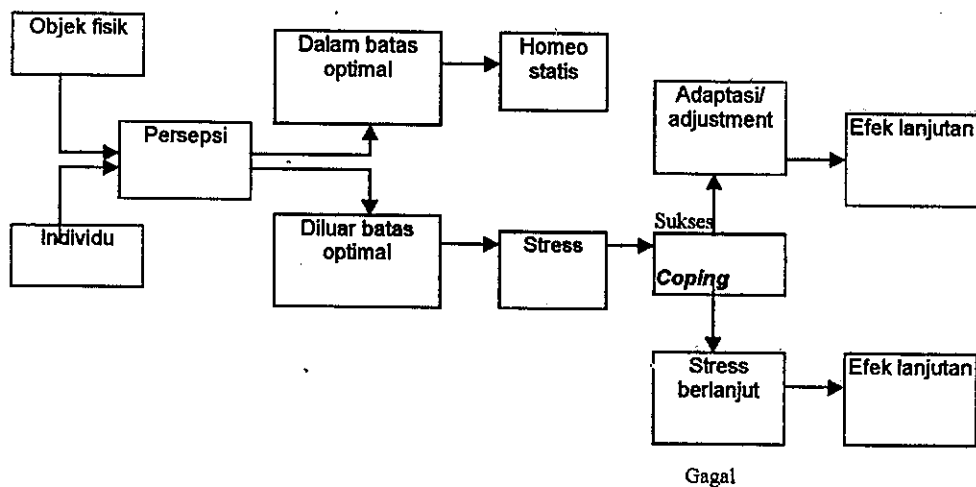 Objek fisik
Dalam batas
optimal
Homeo
statis
Persepsi
Adaptasi/
adjustment
Efek lanjutan
Individu
Diluar batas
optimal
Stress
Sukses
Coping
Stress
berlanjut
Efek lanjutan
Gagal